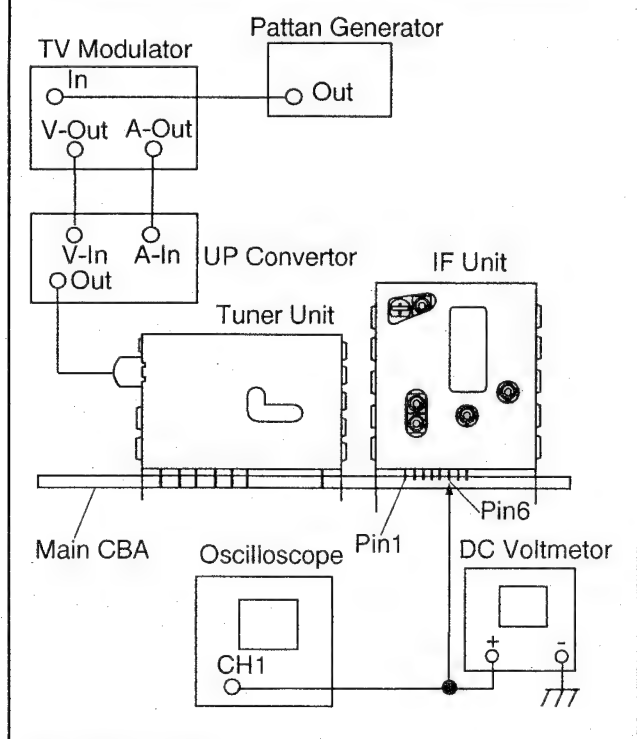 Pattan Generator
TV Modulator
In
Out
V-Out A-Out
V-In A-In
UP Convertor
Out
IF Unit
Tuner Unit
Pin6
Pin1
Main CBA
Oscilloscope
DC Voltmetor
CH1
+ -